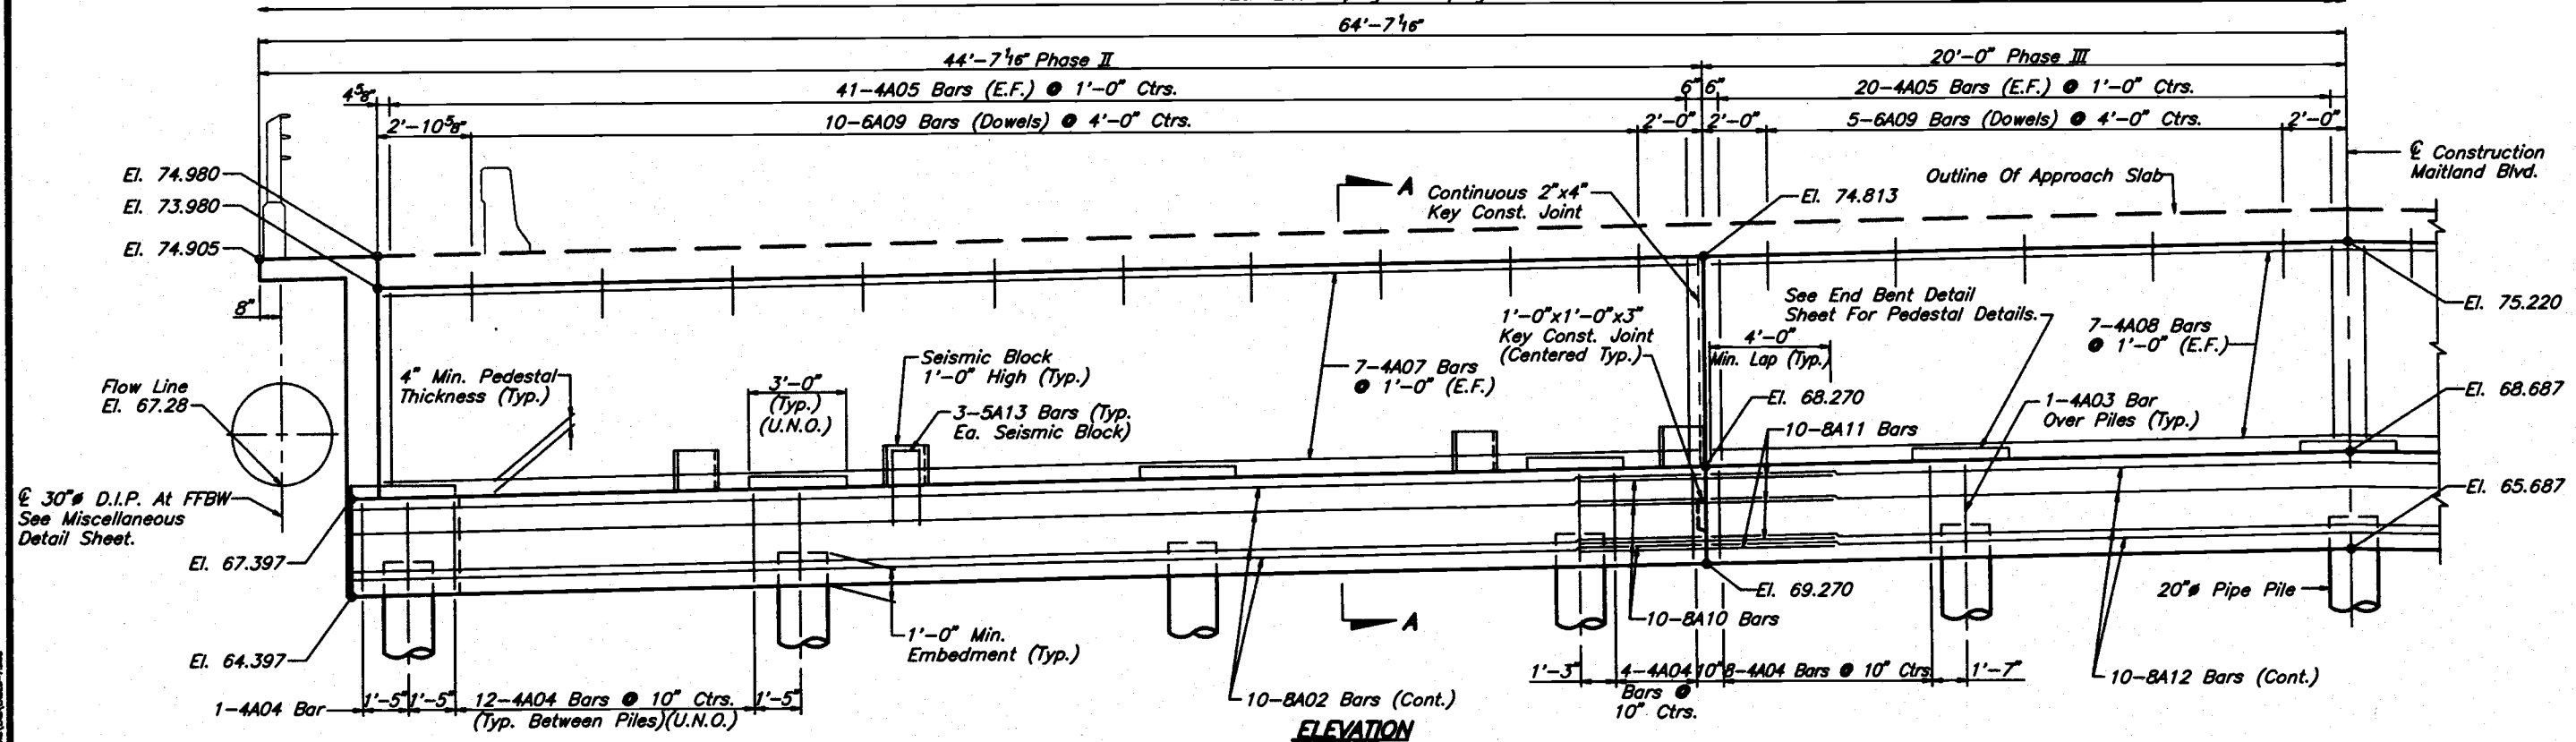 64'-7 1/16"
44'-7 1/16" Phase II
20'-0" Phase III
4 5/8"
41-4A05 Bars (E.F.) @ 1'-0" Ctrs.
6"
6"
20-4A05 Bars (E.F.) @ 1'-0" Ctrs.
2'-10 5/8"
10-6A09 Bars (Dowels) @ 4'-0" Ctrs.
2'-0"
2'-0"
5-6A09 Bars (Dowels) @ 4'-0" Ctrs.
2'-0"
℄ Construction
Maitland Blvd.
El. 74.980
El. 73.980
El. 74.905
A
Continuous 2"x4"
Key Const. Joint
El. 74.813
Outline Of Approach Slab
8"
El. 75.220
See End Bent Detail
Sheet For Pedestal Details.
1'-0"x1'-0"x3"
Key Const. Joint
(Centered Typ.)
4'-0"
Min. Lap (Typ.)
7-4A08 Bars
@ 1'-0" (E.F.)
Flow Line
El. 67.28
4" Min. Pedestal
Thickness (Typ.)
3'-0"
(Typ.)
(U.N.O.)
Seismic Block
1'-0" High (Typ.)
3-5A13 Bars (Typ.
Ea. Seismic Block)
7-4A07 Bars
@ 1'-0" (E.F.)
El. 68.270
10-8A11 Bars
1-4A03 Bar
Over Piles (Typ.)
El. 68.687
℄ 30"ø D.I.P. At FFBW
See Miscellaneous
Detail Sheet.
El. 65.687
El. 67.397
El. 69.270
20"ø Pipe Pile
El. 64.397
1'-0" Min.
Embedment (Typ.)
A
10-8A10 Bars
1-4A04 Bar
1'-5"
1'-5"
12-4A04 Bars @ 10" Ctrs.
(Typ. Between Piles)(U.N.O.)
1'-5"
10-8A02 Bars (Cont.)
1'-3"
4-4A04
Bars @
10" Ctrs.
10"
8-4A04 Bars @ 10" Ctrs
1'-7"
10-8A12 Bars (Cont.)
ELEVATION